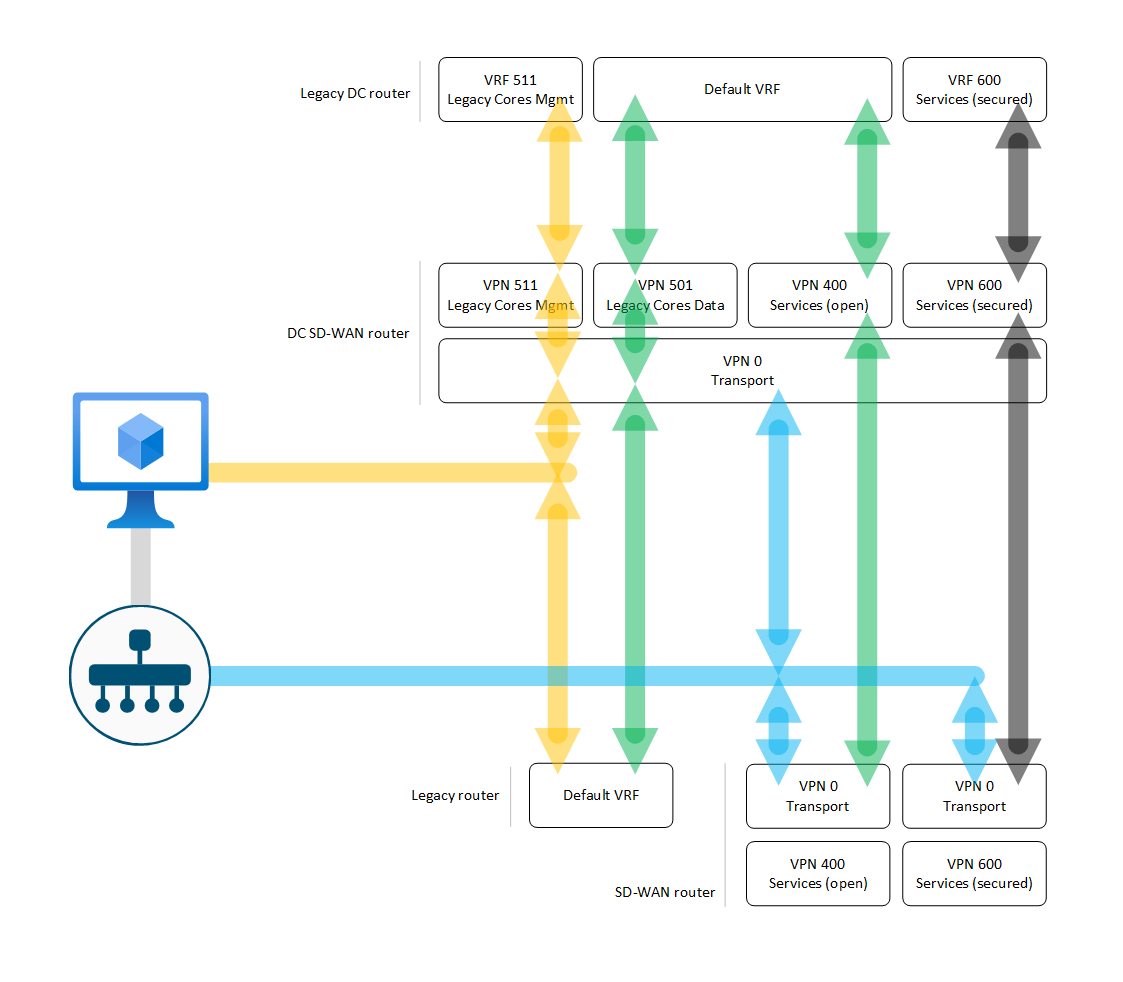 Legacy DC router
VRF 511
Legacy Cores Mgmt
Default VRF
VRF 600
Services (secured)
DC SD-WAN router
VPN 511
Legacy Cores Mgmt
VPN 501
Legacy Cores Data
VPN 400
Services (open)
VPN 600
Services (secured)
VPN 0
Transport
Legacy router
Default VRF
SD-WAN router
VPN 0
Transport
VPN 0
Transport
VPN 400
Services (open)
VPN 600
Services (secured)